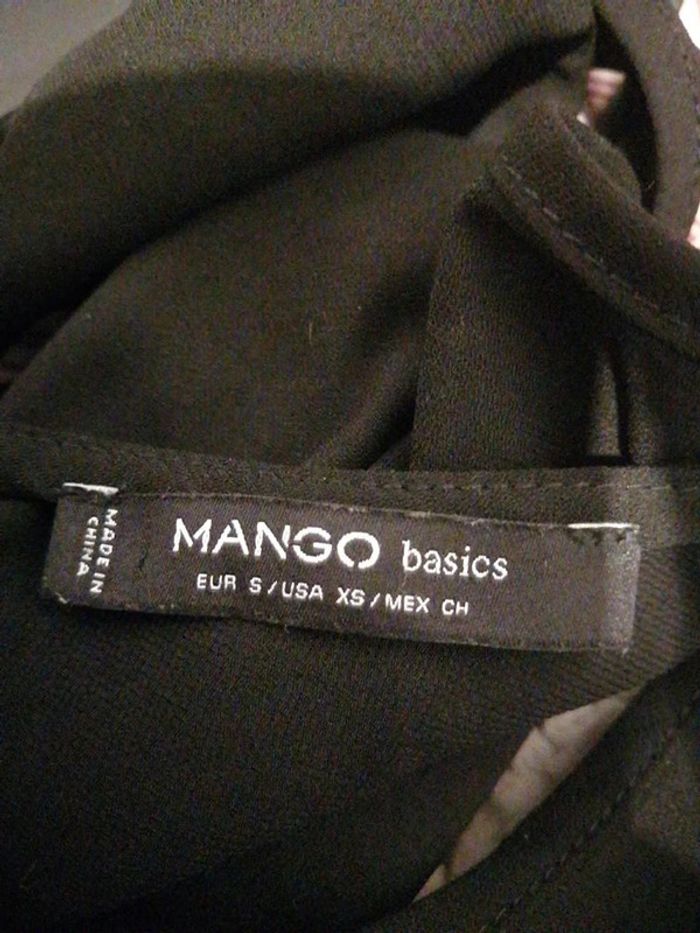 MANGO basics
EUR S/USA XS/MEX CH
MADE IN
CHINA